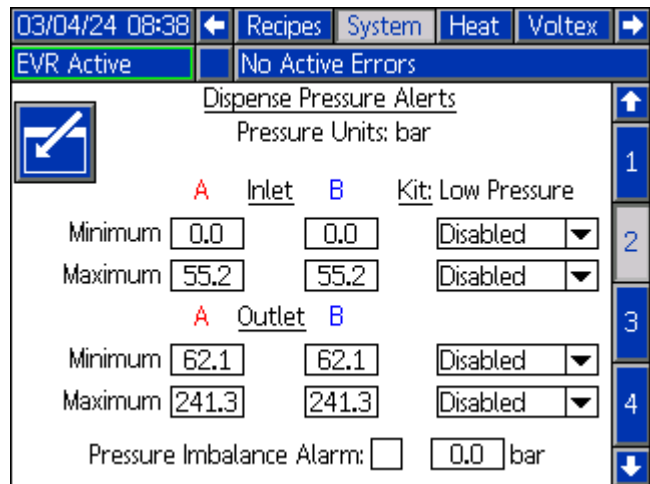 03/04/24 08:38 Recipes System Heat Voltex
EVR Active No Active Errors
Dispense Pressure Alerts
Pressure Units: bar
1
A Inlet B Kit: Low Pressure
Minimum 0.0 0.0 Disabled
2
Maximum 55.2 55.2 Disabled
A Outlet B
3
Minimum 62.1 62.1 Disabled
Maximum 241.3 241.3 Disabled
4
Pressure Imbalance Alarm: 0.0 bar